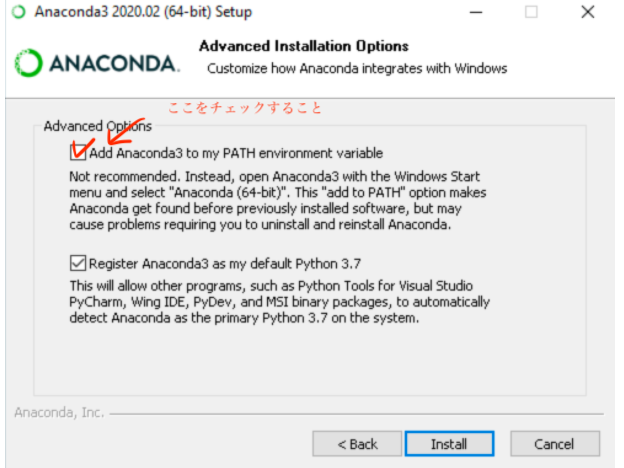 Anaconda3 2020.02 (64-bit) Setup
ANACONDA.
Advanced Installation Options
Customize how Anaconda integrates with Windows
ここをチェックすること
Advanced Options
Add Anaconda3 to my PATH environment variable
Not recommended. Instead, open Anaconda3 with the Windows Start
menu and select "Anaconda (64-bit)". This "add to PATH" option makes
Anaconda get found before previously installed software, but may
cause problems requiring you to uninstall and reinstall Anaconda.
Register Anaconda3 as my default Python 3.7
This will allow other programs, such as Python Tools for Visual Studio
PyCharm, Wing IDE, PyDev, and MSI binary packages, to automatically
detect Anaconda as the primary Python 3.7 on the system.
Anaconda, Inc.
< Back
Install
Cancel